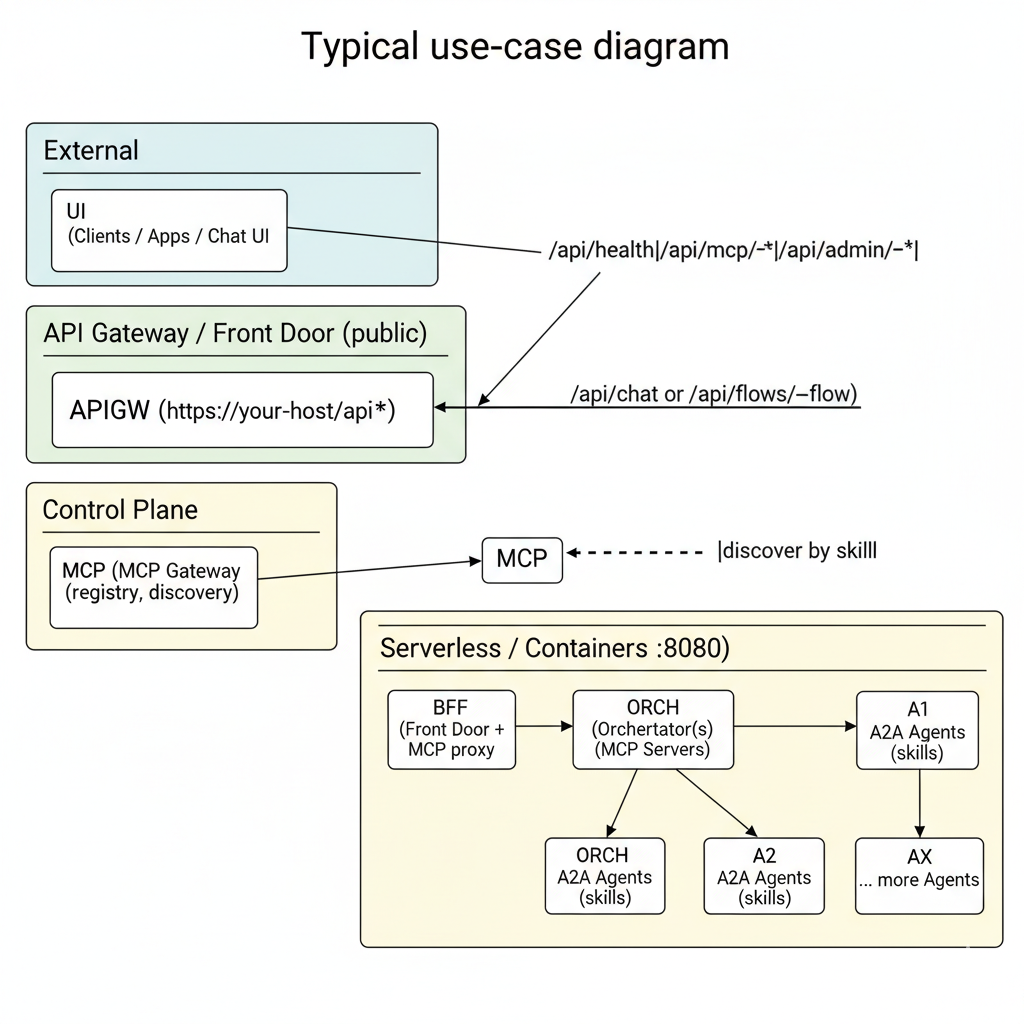 Typical use-case diagram
External
UI
(Clients / Apps / Chat UI
/api/health|/api/mcp/–*|/api/admin/–*|
API Gateway / Front Door (public)
APIGW (https://your-host/api*)
/api/chat or /api/flows/–flow)
Control Plane
MCP (MCP Gateway
(registry, discovery)
MCP
|discover by skilll
Serverless / Containers :8080)
BFF
(Front Door +
MCP proxy
ORCH
(Orchertator(s)
(MCP Servers)
A1
A2A Agents
(skills)
ORCH
A2A Agents
(skills)
A2
A2A Agents
(skills)
AX
... more Agents